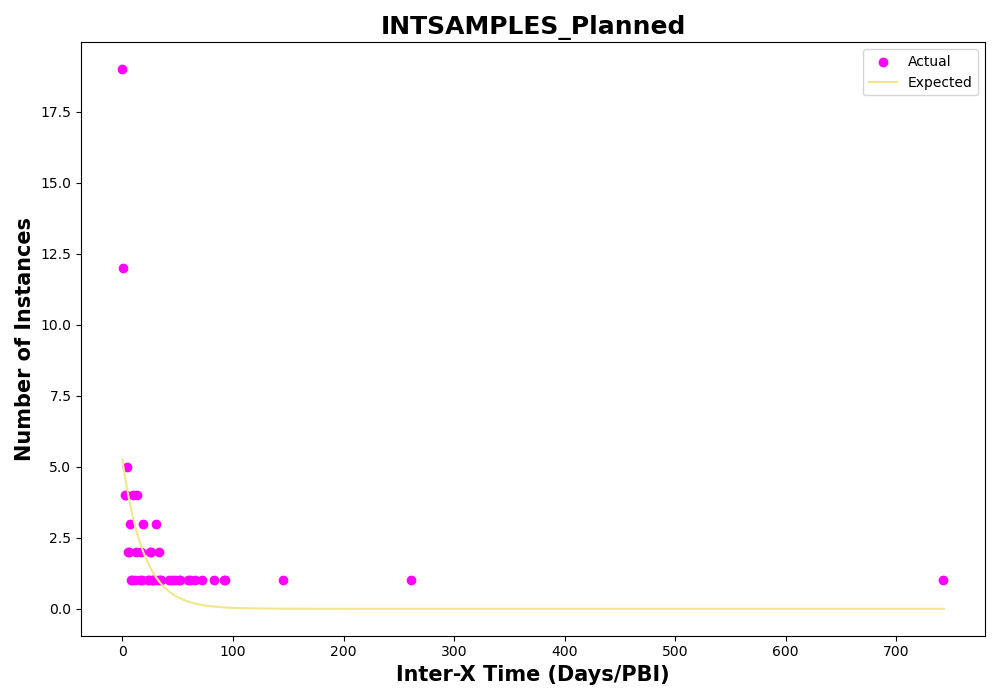 INTSAMPLES_Planned
Actual
Expected
Number of Instances
17.5
15.0
12.5
10.0
7.5
5.0
2.5
0.0
0 100 200 300 400 500 600 700
Inter-X Time (Days/PBI)